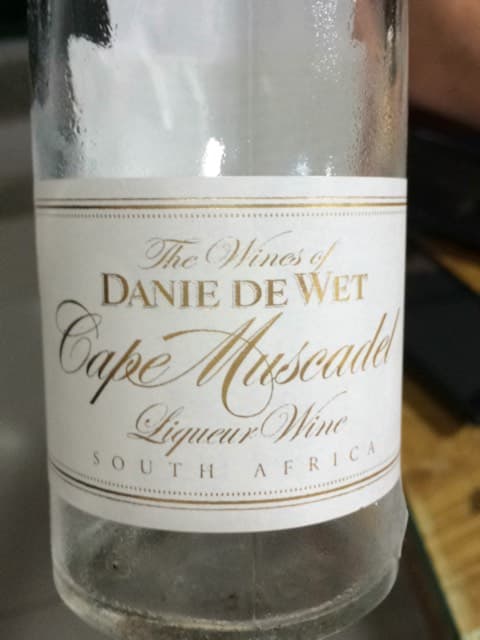 The Wines of
DANIE DE WET
Cape Muscadel
Liqueur Wine
SOUTH AFRICA